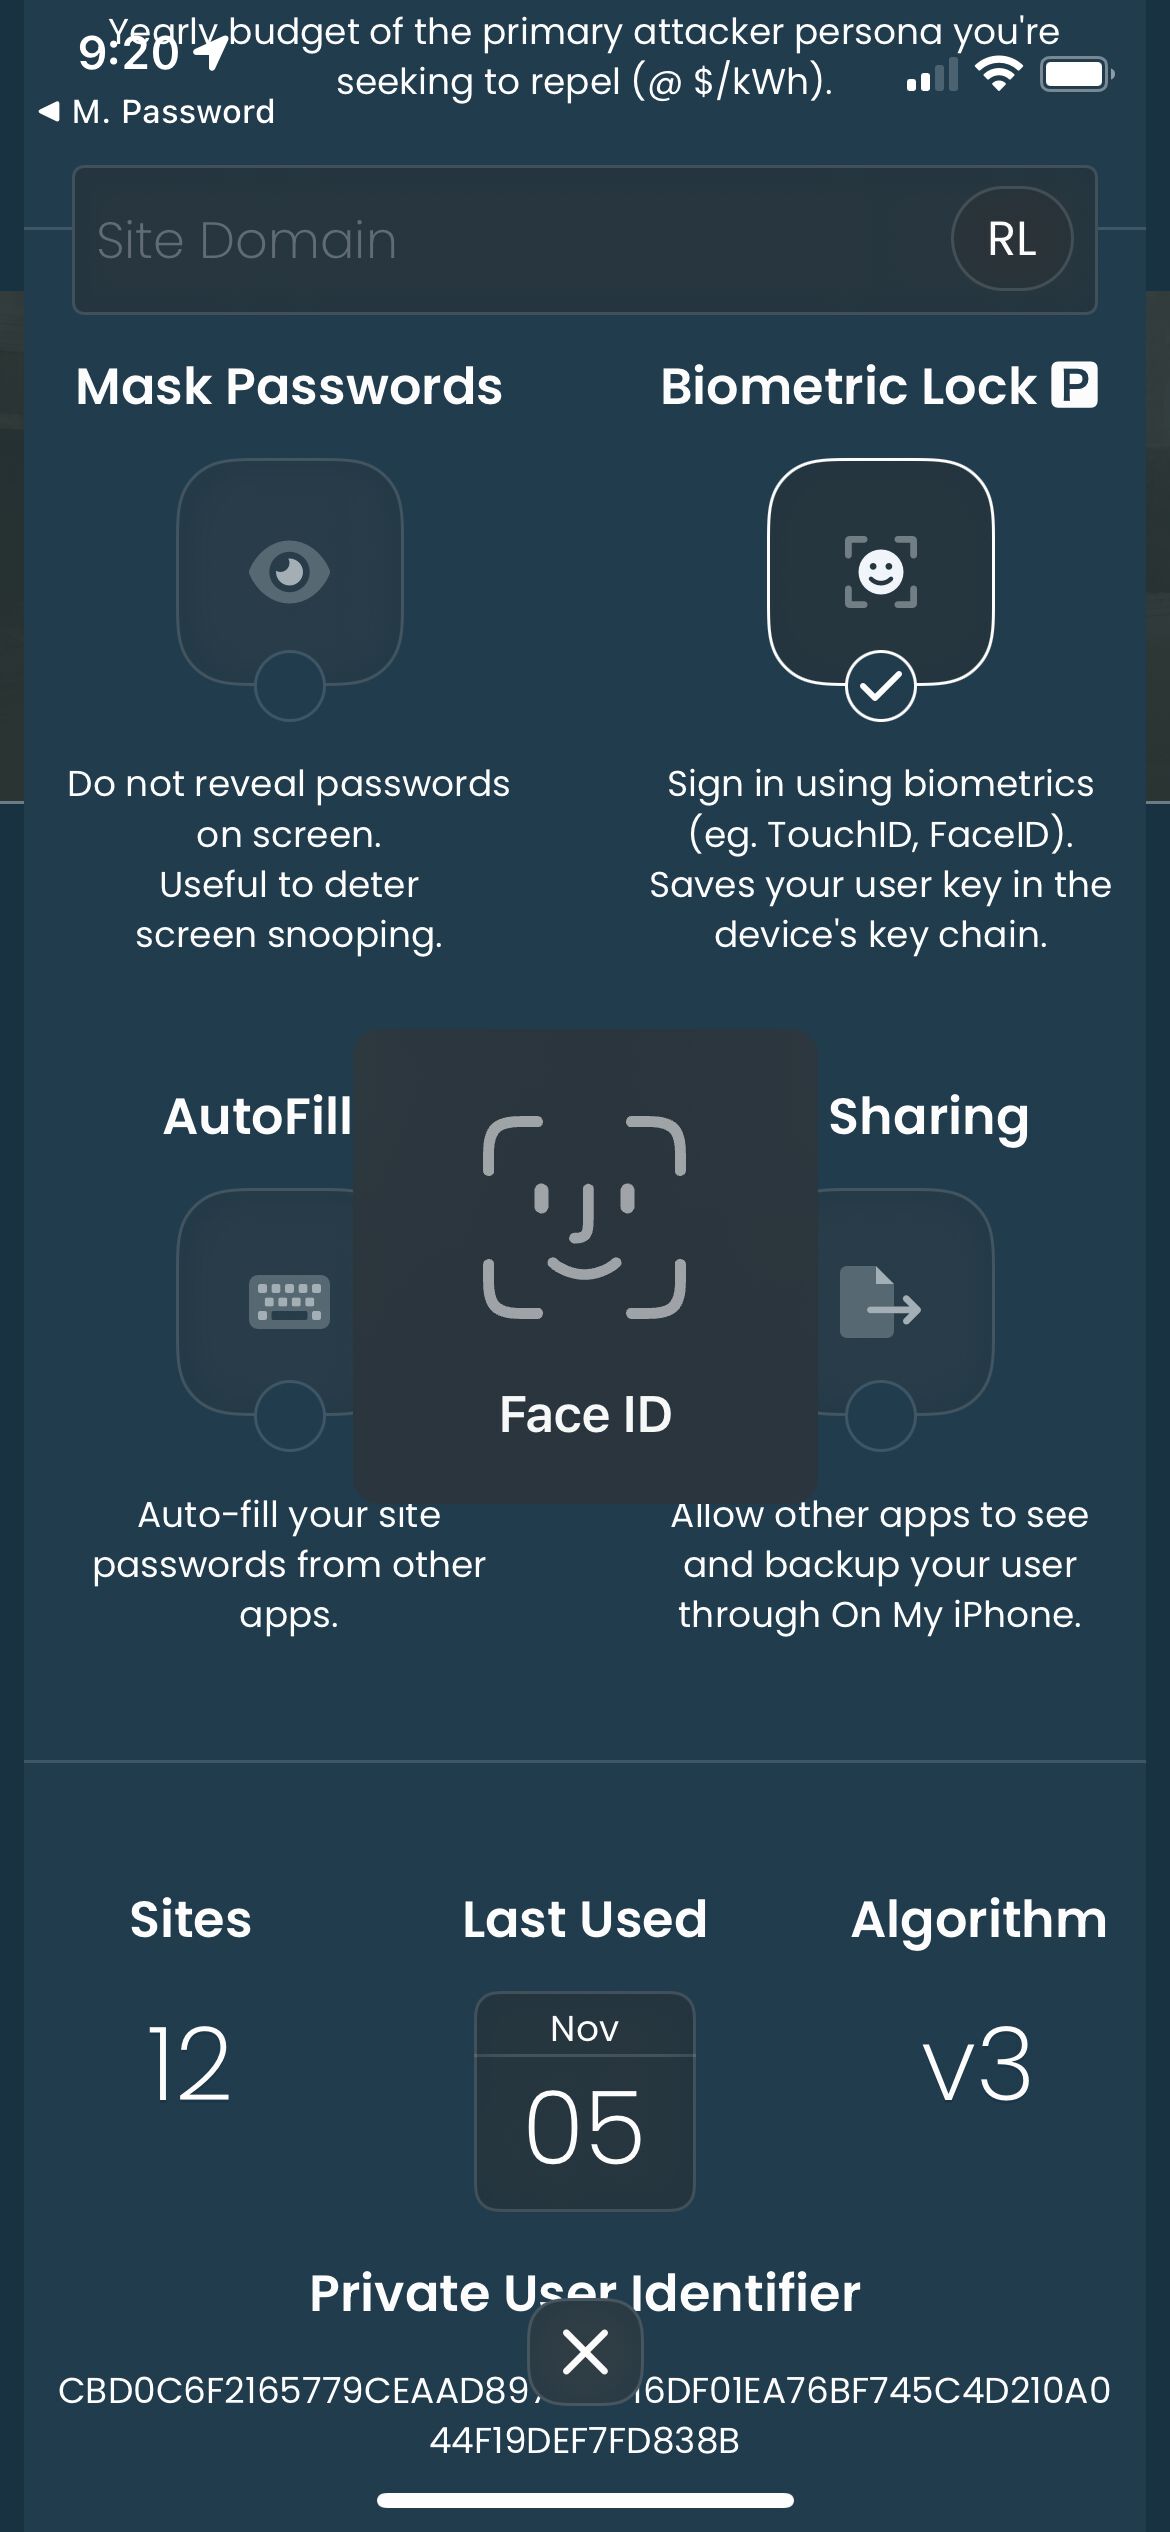 Yearly budget of the primary attacker persona you're
9:20
seeking to repel (@ $/kWh).
M. Password
Site Domain
RL
Mask Passwords
Biometric Lock P
Do not reveal passwords
on screen.
Useful to deter
screen snooping.
Sign in using biometrics
(eg. TouchID, FaceID).
Saves your user key in the
device's key chain.
AutoFill
Sharing
Face ID
Auto-fill your site
passwords from other
apps.
Allow other apps to see
and backup your user
through On My iPhone.
Sites
Last Used
Algorithm
12
Nov
05
v3
Private User Identifier
44F19DEF7FD838B